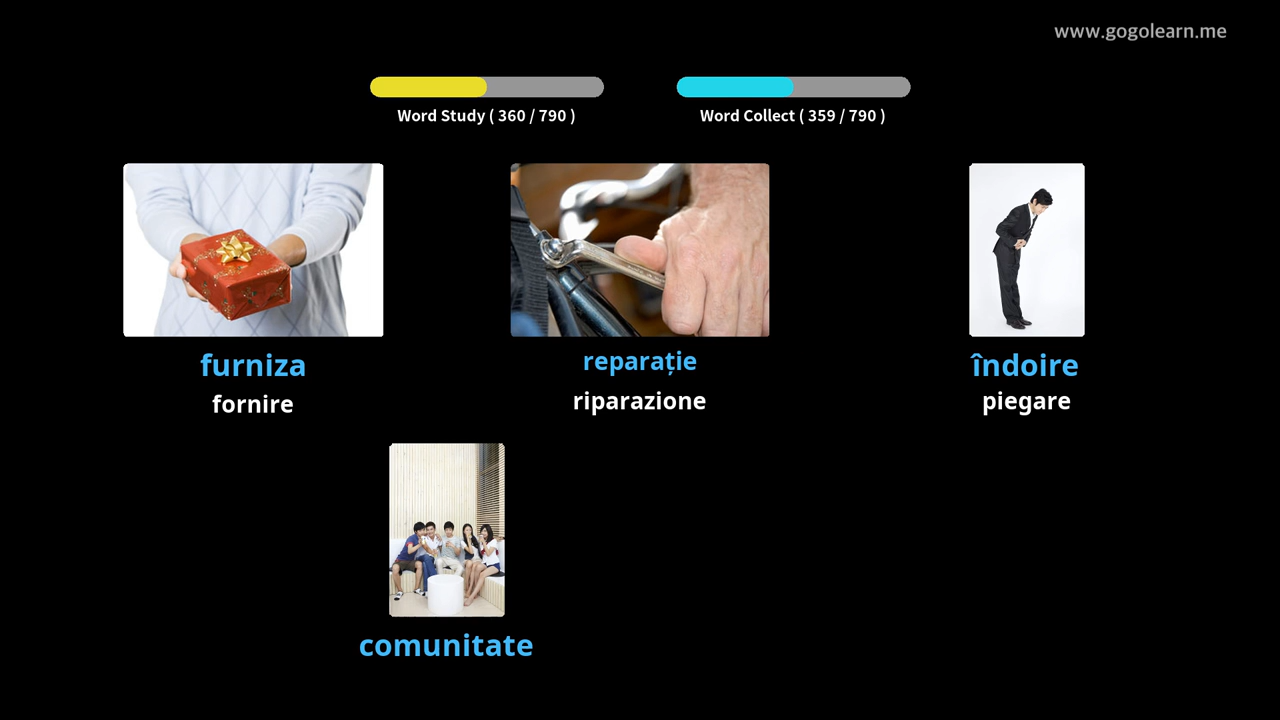 www.gogolearn.me
Word Study ( 360 / 790 )
Word Collect ( 359 / 790 )
furniza
fornire
reparație
riparazione
îndoire
piegare
comunitate